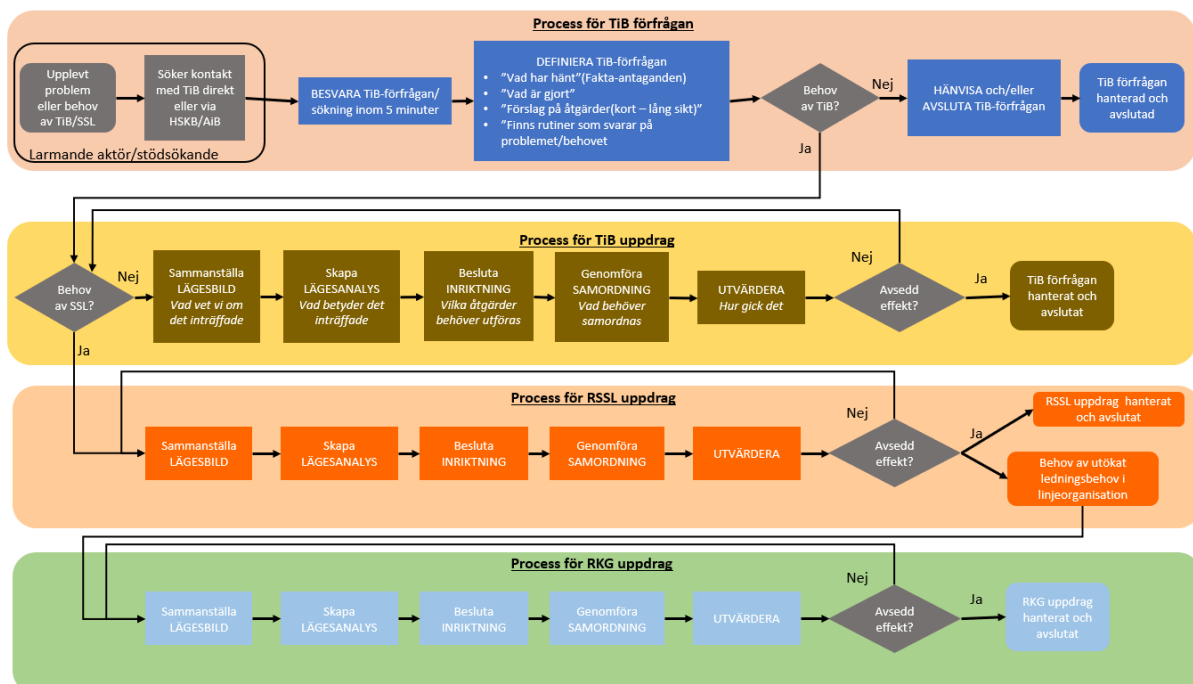 Process för TiB förfrågan
Upplevt
problem
eller behov
av TiB/SSL
Söker kontakt
med TiB direkt
eller via
HSKB/AiB
Larmande aktör/stödsökande
BESVARA TiB-förfrågan/
sökning inom 5 minuter
DEFINIERA TiB-förfrågan
• ”Vad har hänt”(Fakta-antaganden)
• ”Vad är gjort”
• ”Förslag på åtgärder(kort – lång sikt)”
• ”Finns rutiner som svarar på
problemet/behovet
Behov
av TiB?
Nej
Ja
HÄNVISA och/eller
AVSLUTA TiB-förfrågan
TiB förfrågan
hanterad och
avslutad
Process för TiB uppdrag
Behov
av SSL?
Nej
Ja
Sammanställa
LÄGESBILD
Vad vet vi om
det inträffade
Skapa
LÄGESANALYS
Vad betyder det
inträffade
Besluta
INRIKTNING
Vilka åtgärder
behöver utföras
Genomföra
SAMORDNING
Vad behöver
samordnas
UTVÄRDERA
Hur gick det
Nej
Avsedd
effekt?
Ja
TiB förfrågan
hanterat och
avslutat
Process för RSSL uppdrag
Sammanställa
LÄGESBILD
Skapa
LÄGESANALYS
Besluta
INRIKTNING
Genomföra
SAMORDNING
UTVÄRDERA
Nej
Avsedd
effekt?
Ja
RSSL uppdrag hanterat
och avslutat
Behov av utökat
ledningsbehov i
linjeorganisation
Process för RKG uppdrag
Sammanställa
LÄGESBILD
Skapa
LÄGESANALYS
Besluta
INRIKTNING
Genomföra
SAMORDNING
UTVÄRDERA
Nej
Avsedd
effekt?
Ja
RKG uppdrag
hanterat och
avslutat